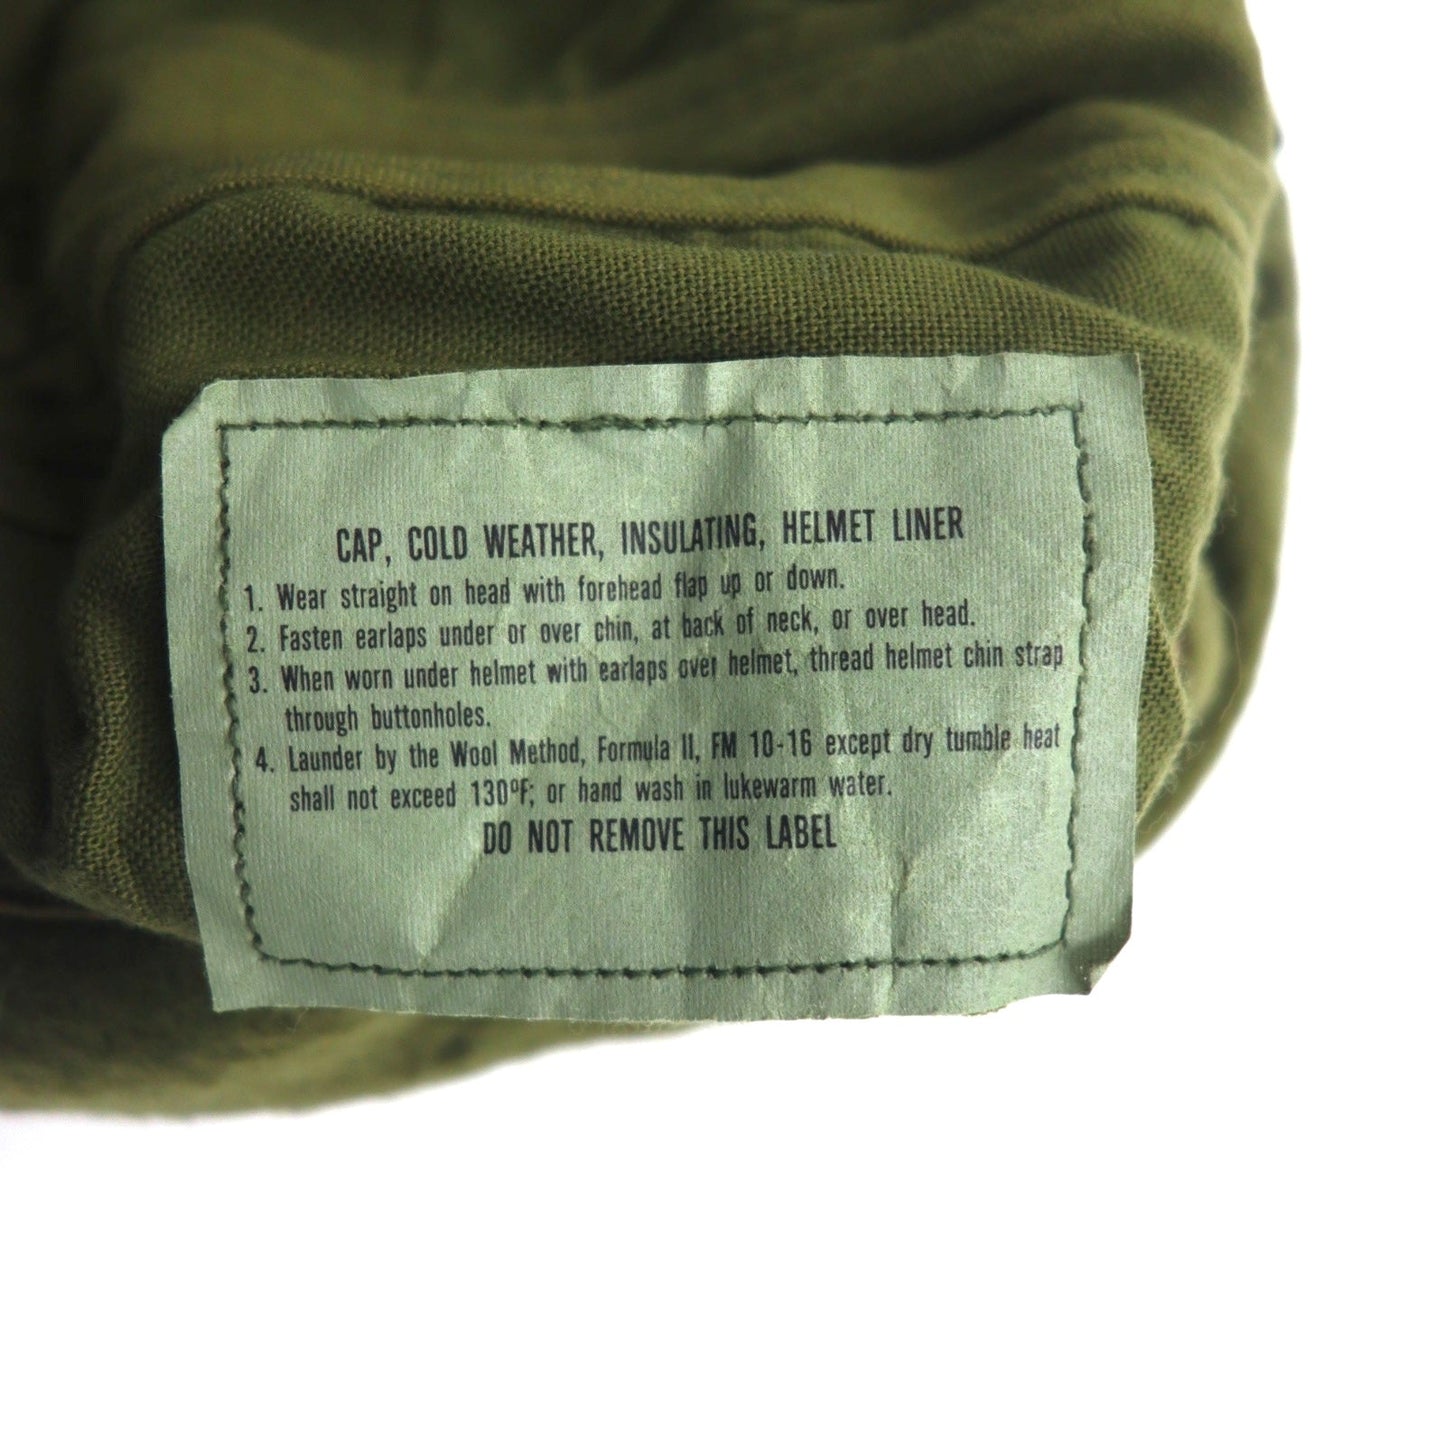 CAP, COLD WEATHER, INSULATING, HELMET LINER
1. Wear straight on head with forehead flap up or down.
2. Fasten earlaps under or over chin, at back of neck, or over head.
3. When worn under helmet with earlaps over helmet, thread helmet chin strap
through buttonholes.
4. Launder by the Wool Method, Formula II, FM 10-16 except dry tumble heat
shall not exceed 130ºF; or hand wash in lukewarm water.
DO NOT REMOVE THIS LABEL